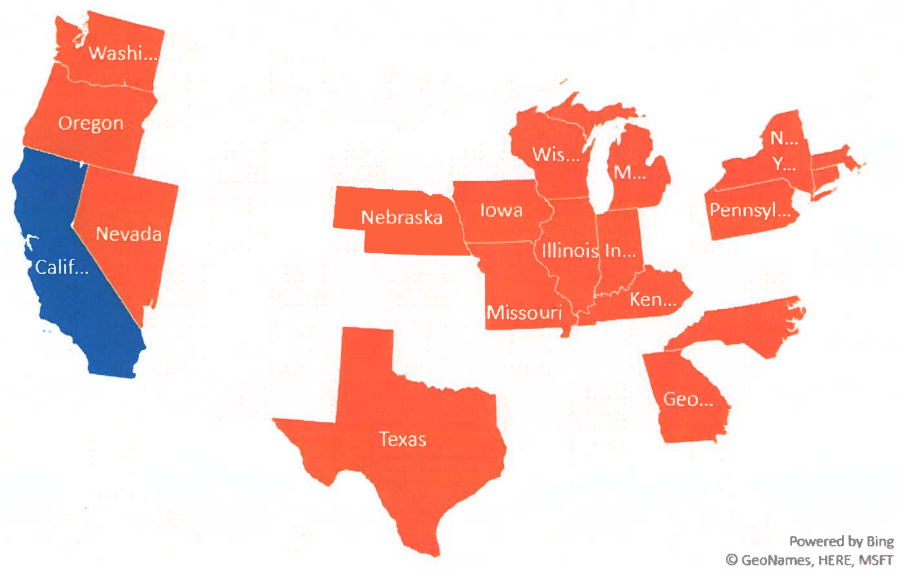 Washi...
Oregon
Calif...
Nevada
Nebraska
Iowa
Wis...
M...
Illinois
In...
Missouri
Ken...
Texas
N...
Y...
Pennsyl...
Geo...
Powered by Bing
© GeoNames, HERE, MSFT